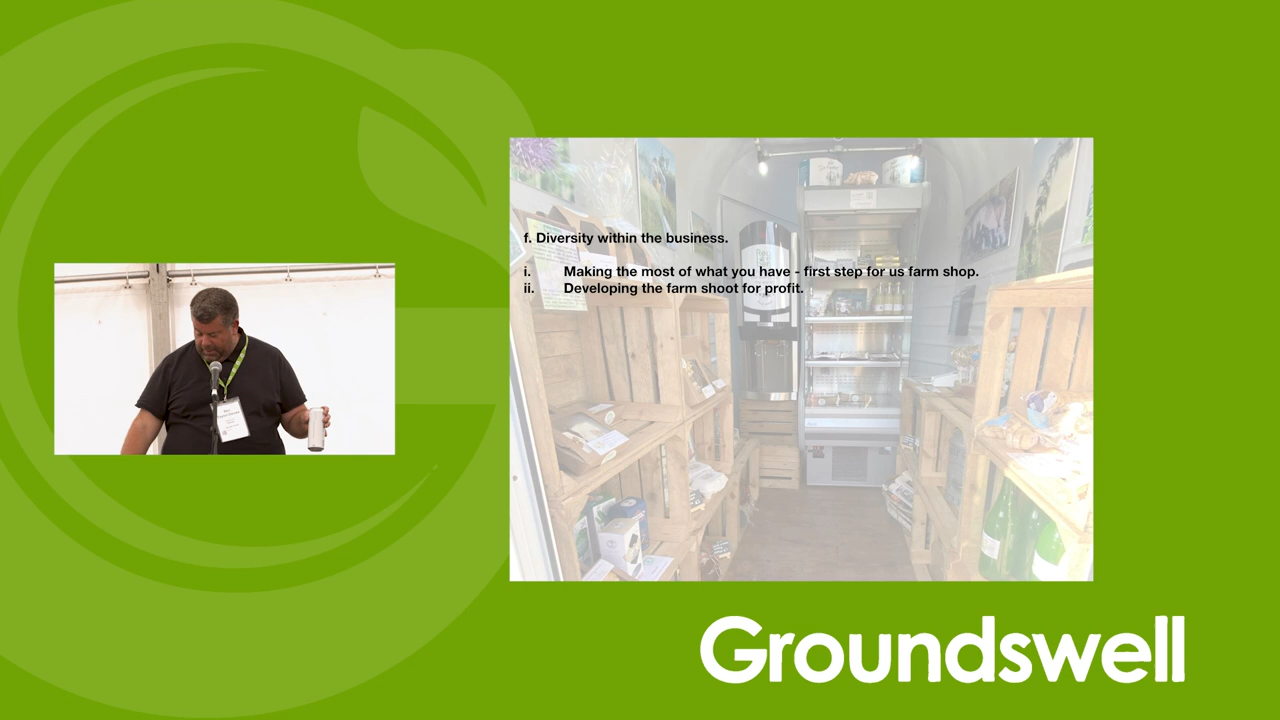 f. Diversity within the business.
i. Making the most of what you have - first step for us farm shop.
ii. Developing the farm shoot for profit.
Groundswell